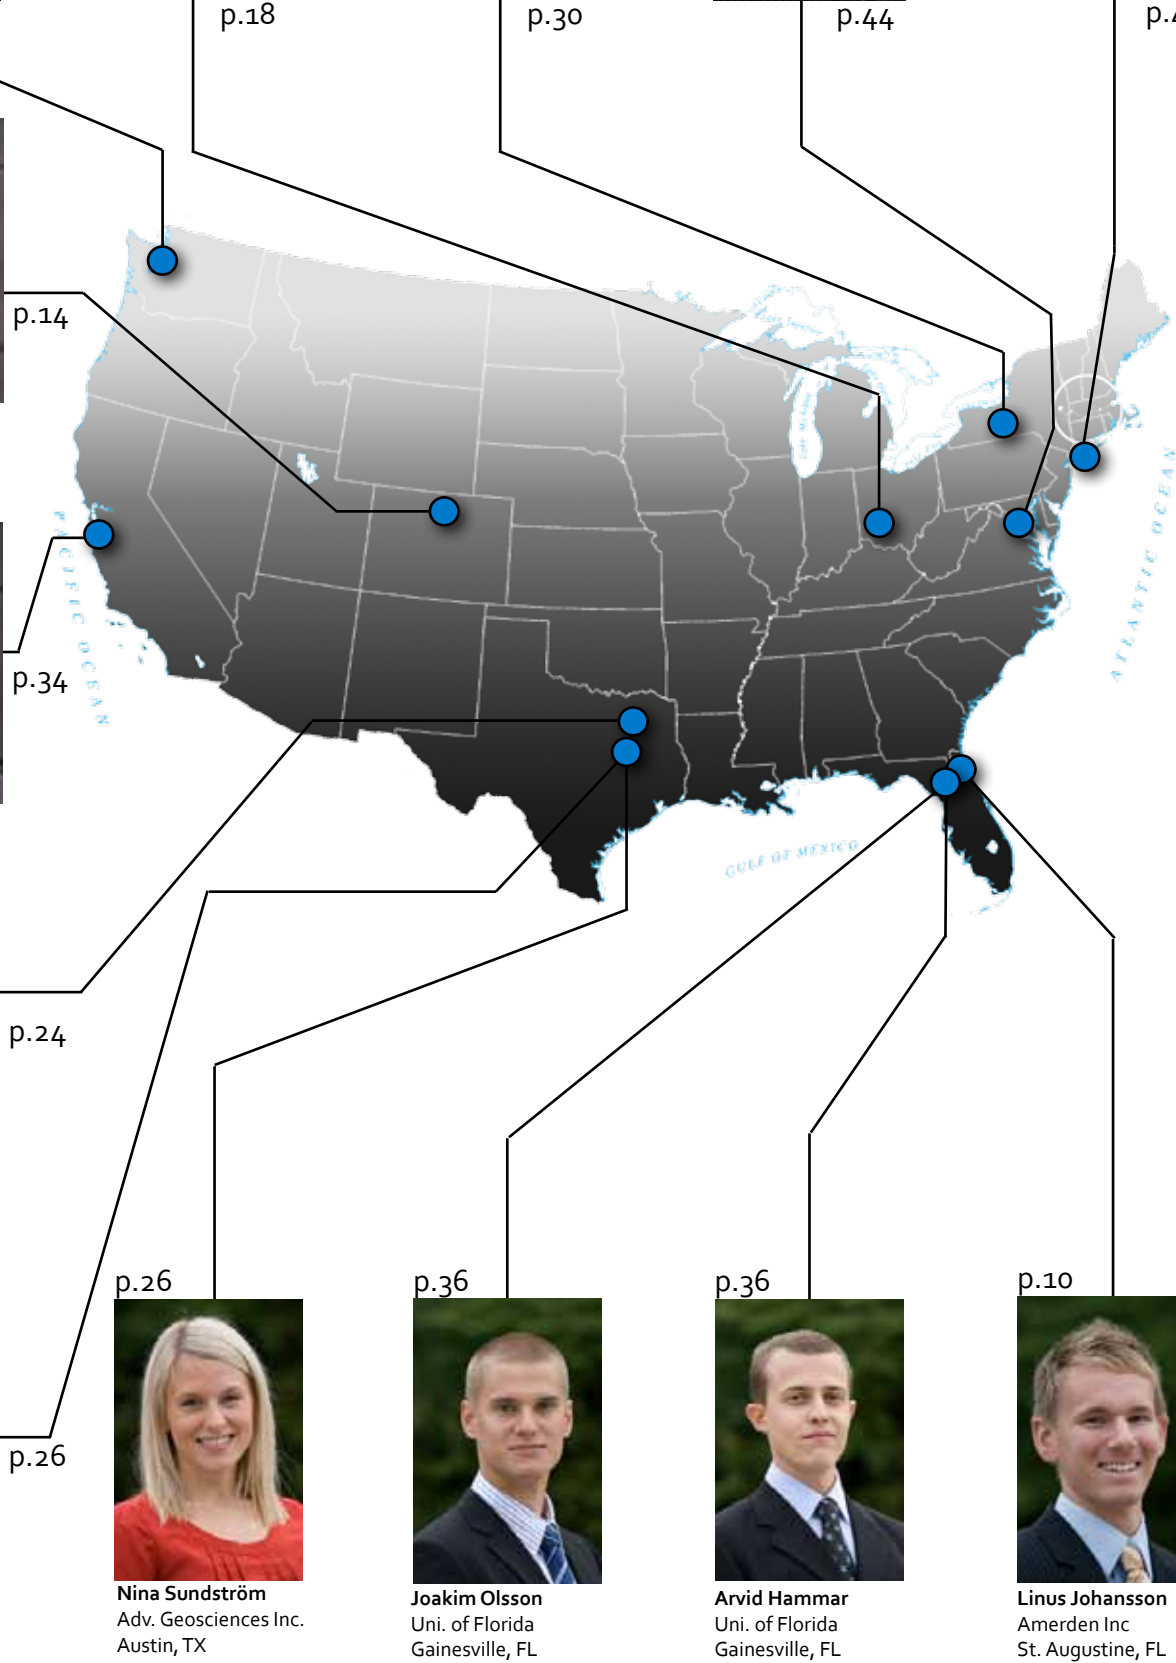 p.18
p.30
p.44
p.14
PACIFIC OCEAN
ATLANTIC OCEAN
p.34
GULF OF MEXICO
p.24
p.26
p.36
p.36
p.10
p.26
Nina Sundström
Adv. Geosciences Inc.
Austin, TX
Joakim Olsson
Uni. of Florida
Gainesville, FL
Arvid Hammar
Uni. of Florida
Gainesville, FL
Linus Johansson
Amerden Inc
St. Augustine, FL